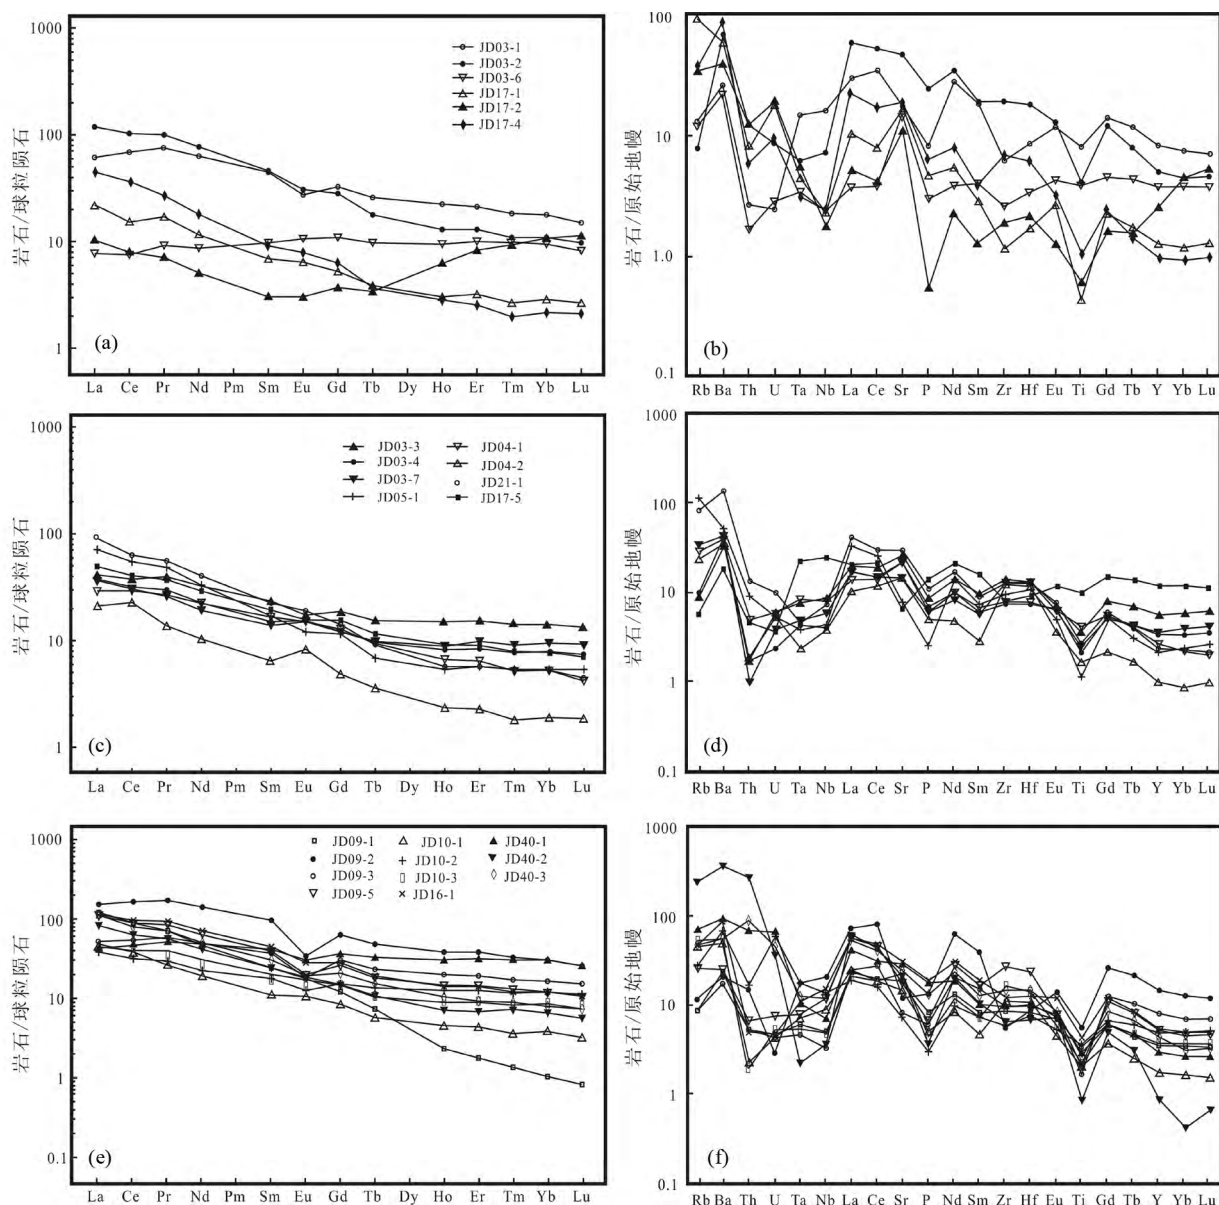 1000
100
10
1
岩石/球粒陨石
JD03-1
JD03-2
JD03-6
JD17-1
JD17-2
JD17-4
(a)
La Ce Pr Nd Pm Sm Eu Gd Tb Dy Ho Er Tm Yb Lu
100
10
1.0
0.1
岩石/原始地幔
(b)
Rb Ba Th U Ta Nb La Ce Sr P Nd Sm Zr Hf Eu Ti Gd Tb Y Yb Lu
1000
100
10
1
岩石/球粒陨石
JD03-3 JD04-1
JD03-4 JD04-2
JD03-7 JD21-1
JD05-1 JD17-5
(c)
La Ce Pr Nd Pm Sm Eu Gd Tb Dy Ho Er Tm Yb Lu
1000
100
10
1
0.1
岩石/原始地幔
(d)
Rb Ba Th U Ta Nb La Ce Sr P Nd Sm Zr Hf Eu Ti Gd Tb Y Yb Lu
1000
100
10
1
0.1
岩石/球粒陨石
JD09-1 JD10-1 JD40-1
JD09-2 JD10-2 JD40-2
JD09-3 JD10-3 JD40-3
JD09-5 JD16-1
(e)
La Ce Pr Nd Pm Sm Eu Gd Tb Dy Ho Er Tm Yb Lu
1000
100
10
1
0.1
岩石/原始地幔
(f)
Rb Ba Th U Ta Nb La Ce Sr P Nd Sm Zr Hf Eu Ti Gd Tb Y Yb Lu